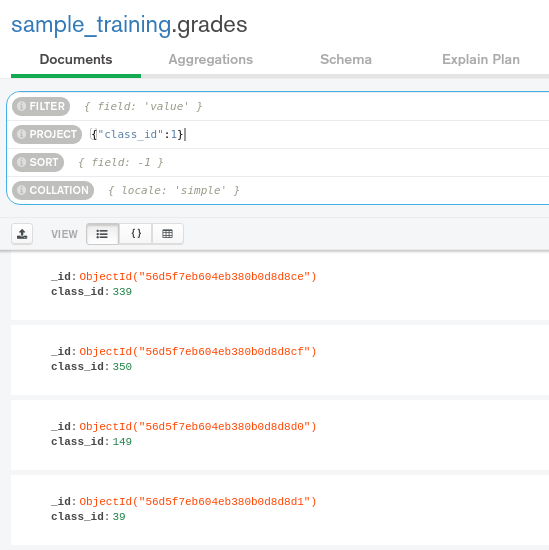 sample_training.grades
Documents Aggregations Schema Explain Plan
FILTER { field: 'value' }
PROJECT {"class_id":1}
SORT { field: -1 }
COLLATION { locale: 'simple' }
VIEW {}
_id: ObjectId("56d5f7eb604eb380b0d8d8ce")
class_id: 339
_id: ObjectId("56d5f7eb604eb380b0d8d8cf")
class_id: 350
_id: ObjectId("56d5f7eb604eb380b0d8d8d0")
class_id: 149
_id: ObjectId("56d5f7eb604eb380b0d8d8d1")
class_id: 39